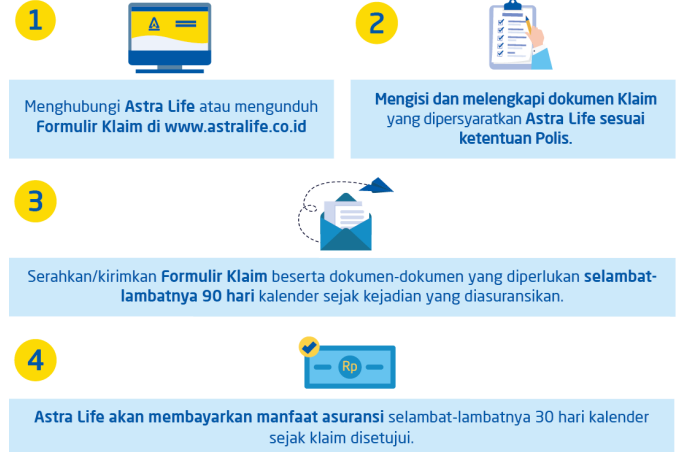 1
Menghubungi Astra Life atau mengunduh
Formulir Klaim di www.astralife.co.id
2
Mengisi dan melengkapi dokumen Klaim
yang dipersyaratkan Astra Life sesuai
ketentuan Polis.
3
Serahkan/kirimkan Formulir Klaim beserta dokumen-dokumen yang diperlukan selambat-
lambatnya 90 hari kalender sejak kejadian yang diasuransikan.
4
Rp
Astra Life akan membayarkan manfaat asuransi selambat-lambatnya 30 hari kalender
sejak klaim disetujui.